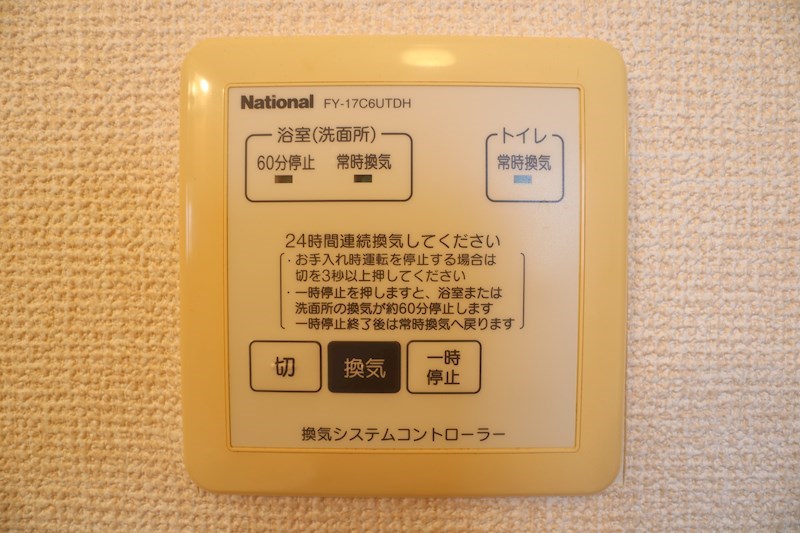 National FY-17C6UTDH
浴室(洗面所)
トイレ
60分停止 常時換気
常時換気
24時間連続換気してください
・お手入れ時運転を停止する場合は
切を3秒以上押してください
・一時停止を押しますと、浴室または
洗面所の換気が約60分停止します
一時停止終了後は常時換気へ戻ります
切
換気
一時
停止
換気システムコントローラー